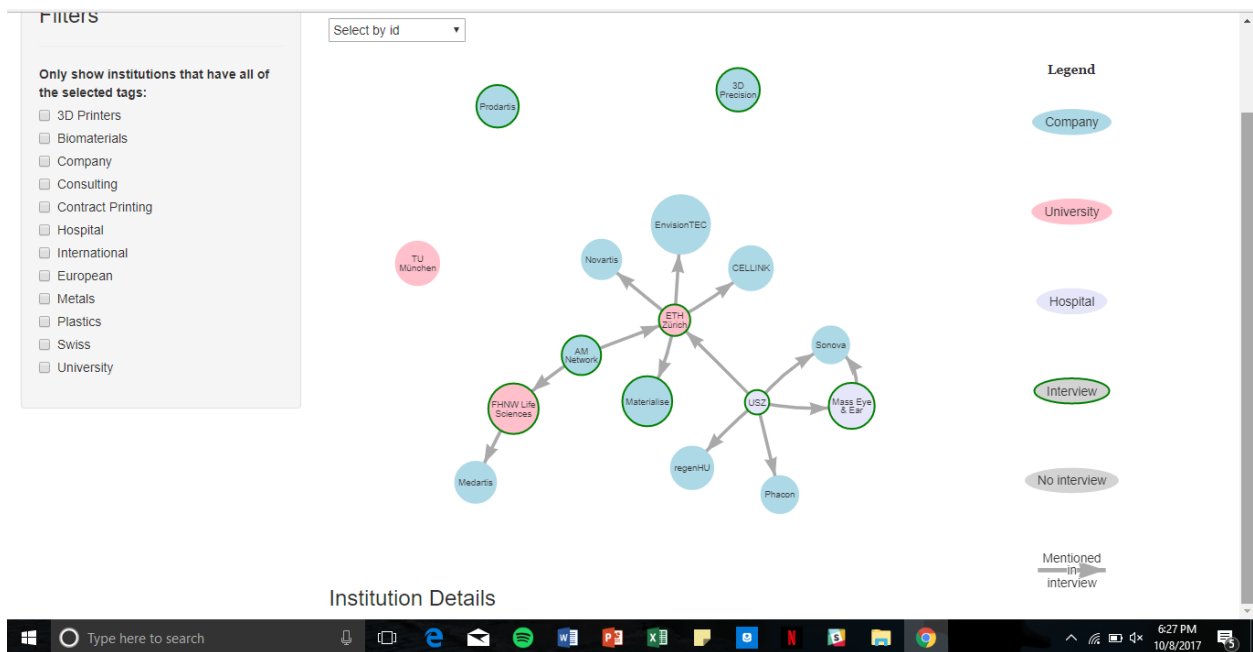 Filters
Only show institutions that have all of
the selected tags:
3D Printers
Biomaterials
Company
Consulting
Contract Printing
Hospital
International
European
Metals
Plastics
Swiss
University
Select by id
Prodartis
3D
Precision
EnvisionTEC
Novartis
CELLINK
TU
München
ETH
Zürich
AM
Network
Sonova
FHNW Life
Sciences
Materialise
USZ
Mass Eye
& Ear
regenHU
Medartis
Phacon
Legend
Company
University
Hospital
Interview
No interview
Mentioned
in
interview
Institution Details
Type here to search
6:27 PM
10/8/2017
5